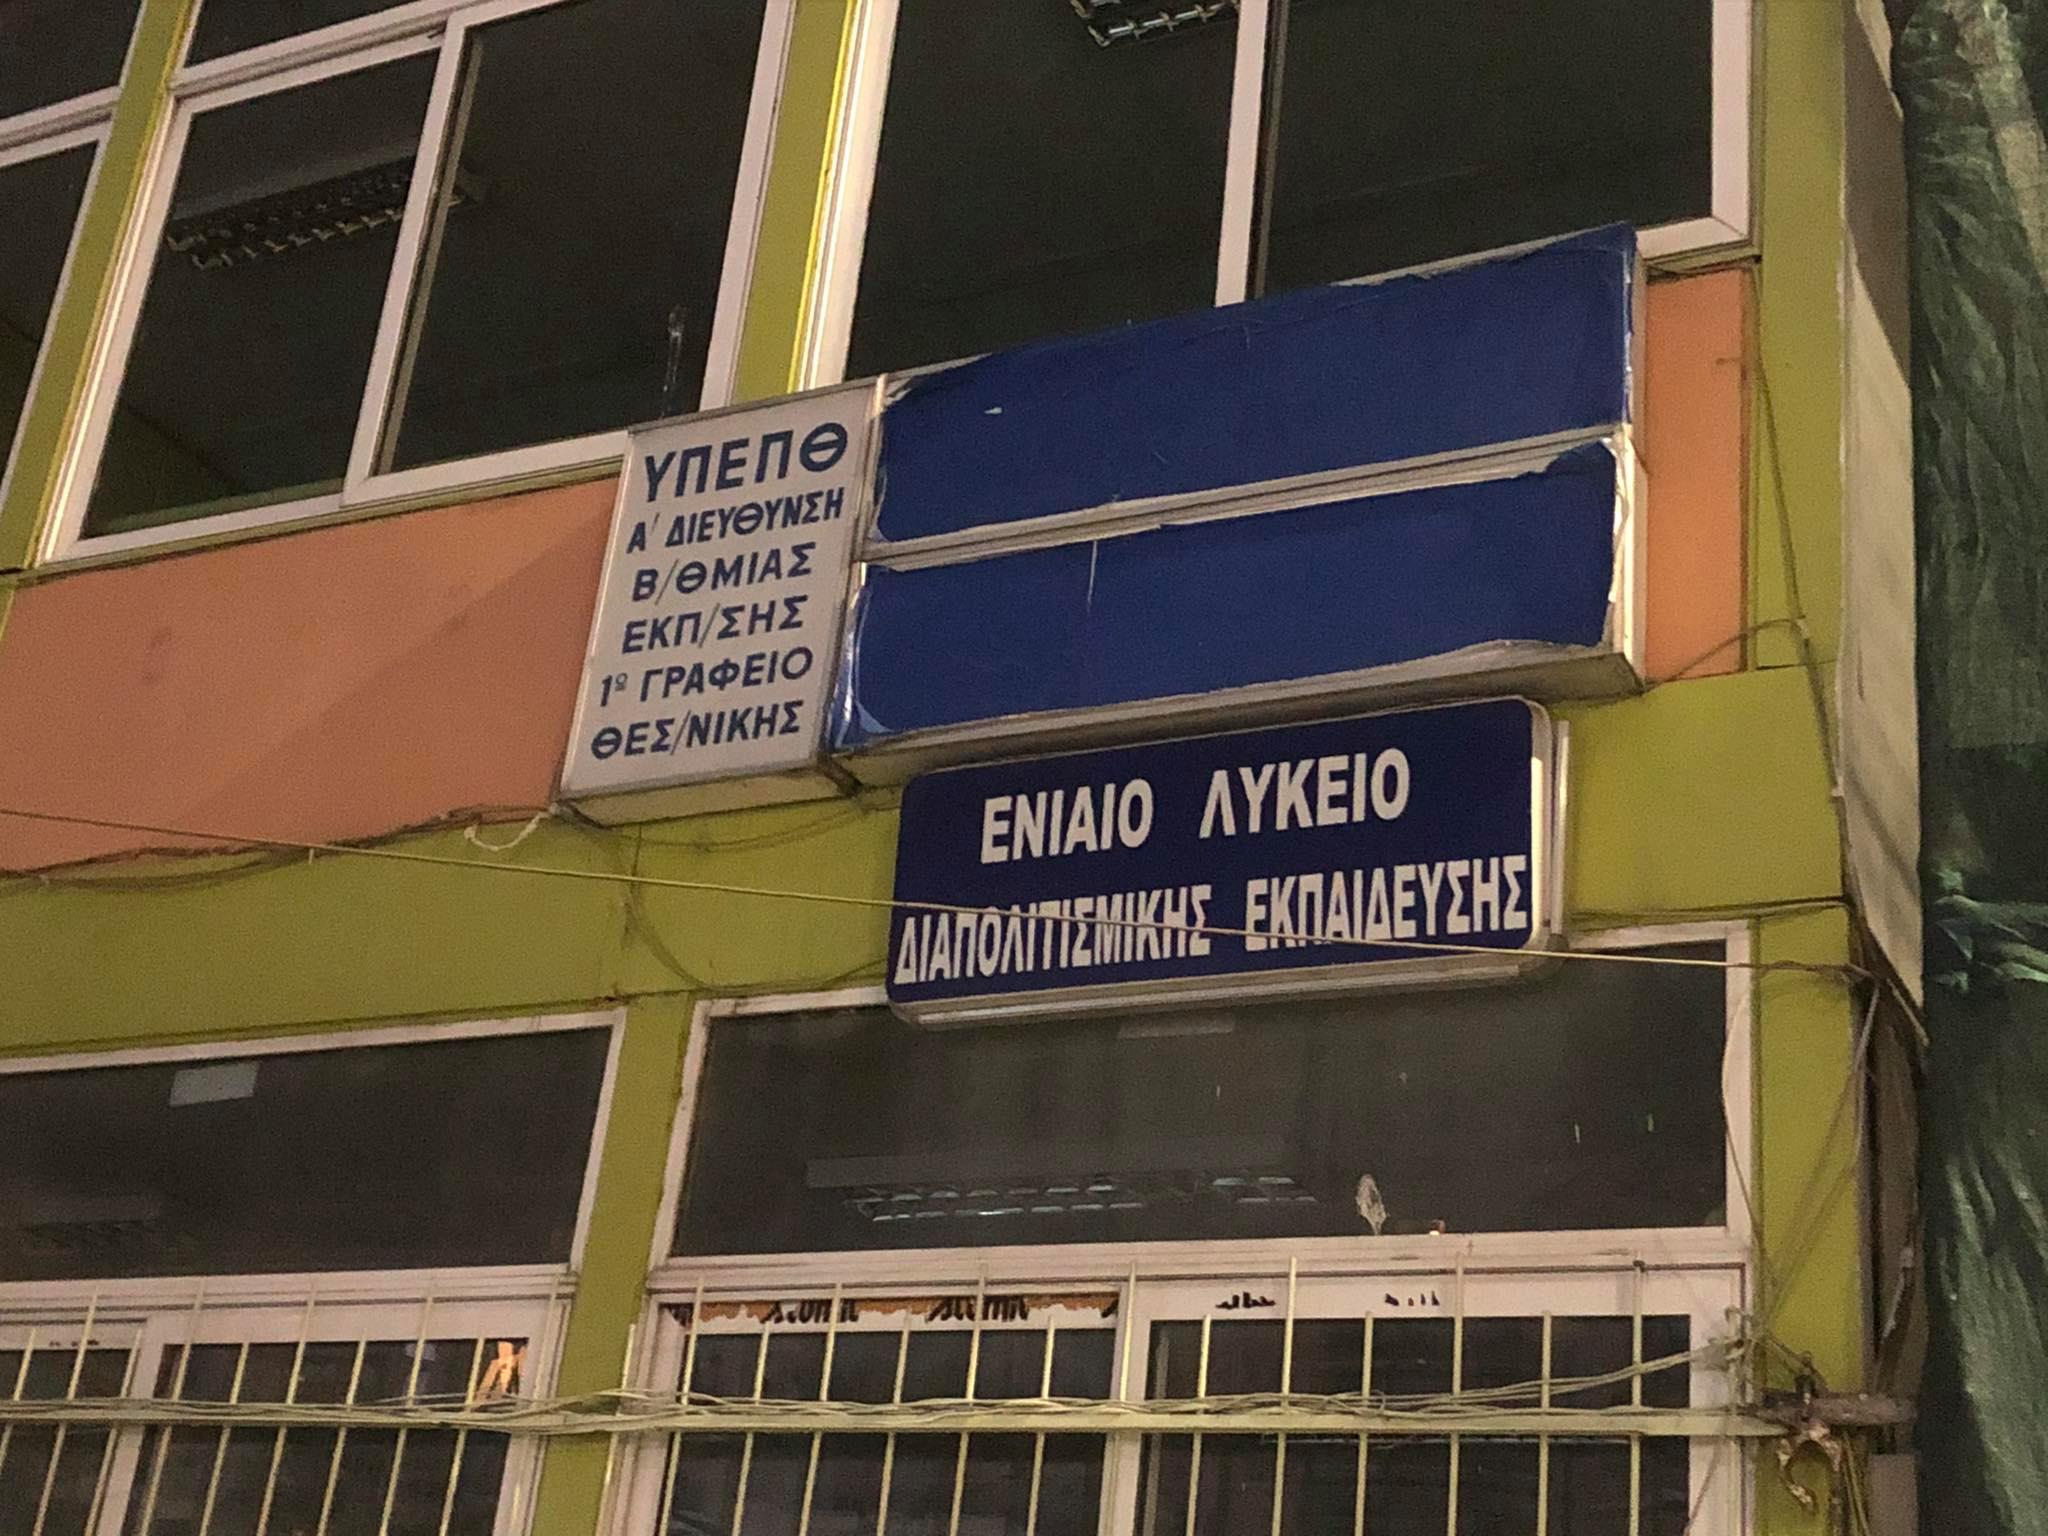 ΥΠΕΠΘ
Α' ΔΙΕΥΘΥΝΣΗ
Β/ΘΜΙΑΣ
ΕΚΠ/ΣΗΣ
1º ΓΡΑΦΕΙΟ
ΘΕΣ/ΝΙΚΗΣ
ΕΝΙΑΙΟ ΛΥΚΕΙΟ
ΔΙΑΠΟΛΙΤΙΣΜΙΚΗΣ ΕΚΠΑΙΔΕΥΣΗΣ